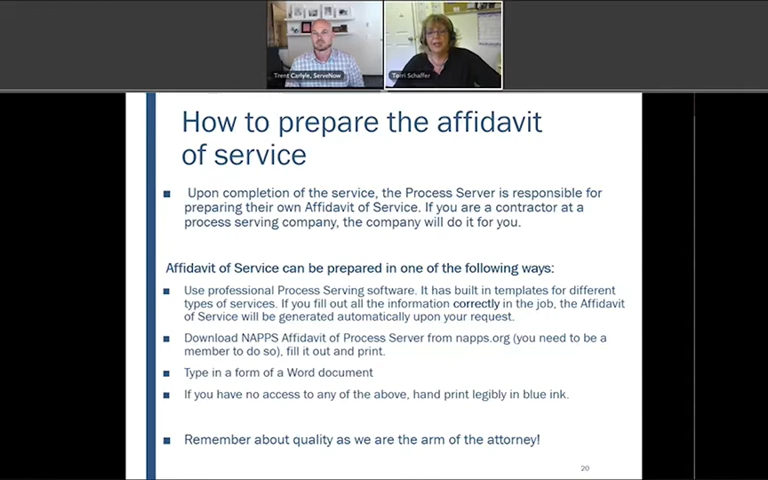 Trent Carlyle, ServeNow
Torri Schaffer
How to prepare the affidavit
of service
Upon completion of the service, the Process Server is responsible for
preparing their own Affidavit of Service. If you are a contractor at a
process serving company, the company will do it for you.
Affidavit of Service can be prepared in one of the following ways:
Use professional Process Serving software. It has built in templates for different
types of services. If you fill out all the information correctly in the job, the Affidavit
of Service will be generated automatically upon your request.
Download NAPPS Affidavit of Process Server from napps.org (you need to be a
member to do so), fill it out and print.
Type in a form of a Word document
If you have no access to any of the above, hand print legibly in blue ink.
Remember about quality as we are the arm of the attorney!
20